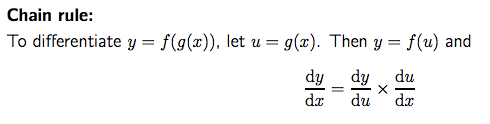 Chain rule:
To differentiate y = f(g(x)), let u = g(x). Then y = f(u) and
dy/dx = dy/du × du/dx